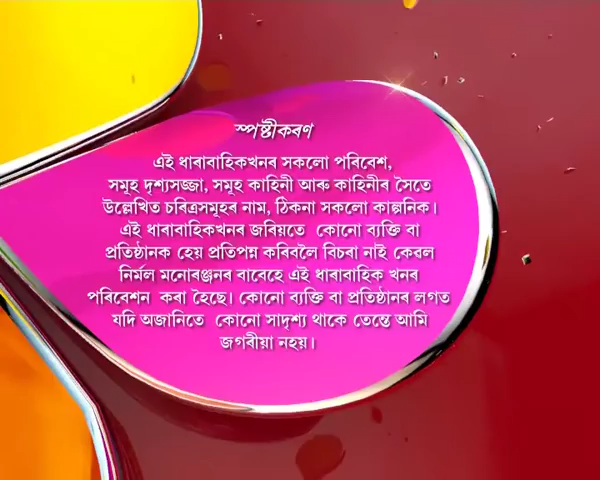 স্পষ্টীকৰণ
এই ধাৰাবাহিকখনৰ সকলো পৰিবেশ,
সমূহ দৃশ্যসজ্জা, সমূহ কাহিনী আৰু কাহিনীৰ সৈতে
উল্লেখিত চৰিত্ৰসমূহৰ নাম, ঠিকনা সকলো কাল্পনিক।
এই ধাৰাবাহিকখনৰ জৰিয়তে কোনো ব্যক্তি বা
প্ৰতিষ্ঠানক হেয় প্ৰতিপন্ন কৰিবলৈ বিচৰা নাই কেৱল
নিৰ্মল মনোৰঞ্জনৰ বাবেহে এই ধাৰাবাহিক খনৰ
পৰিবেশন কৰা হৈছে। কোনো ব্যক্তি বা প্ৰতিষ্ঠানৰ লগত
যদি অজানিতে কোনো সাদৃশ্য থাকে তেন্তে আমি
জগৰীয়া নহয়।